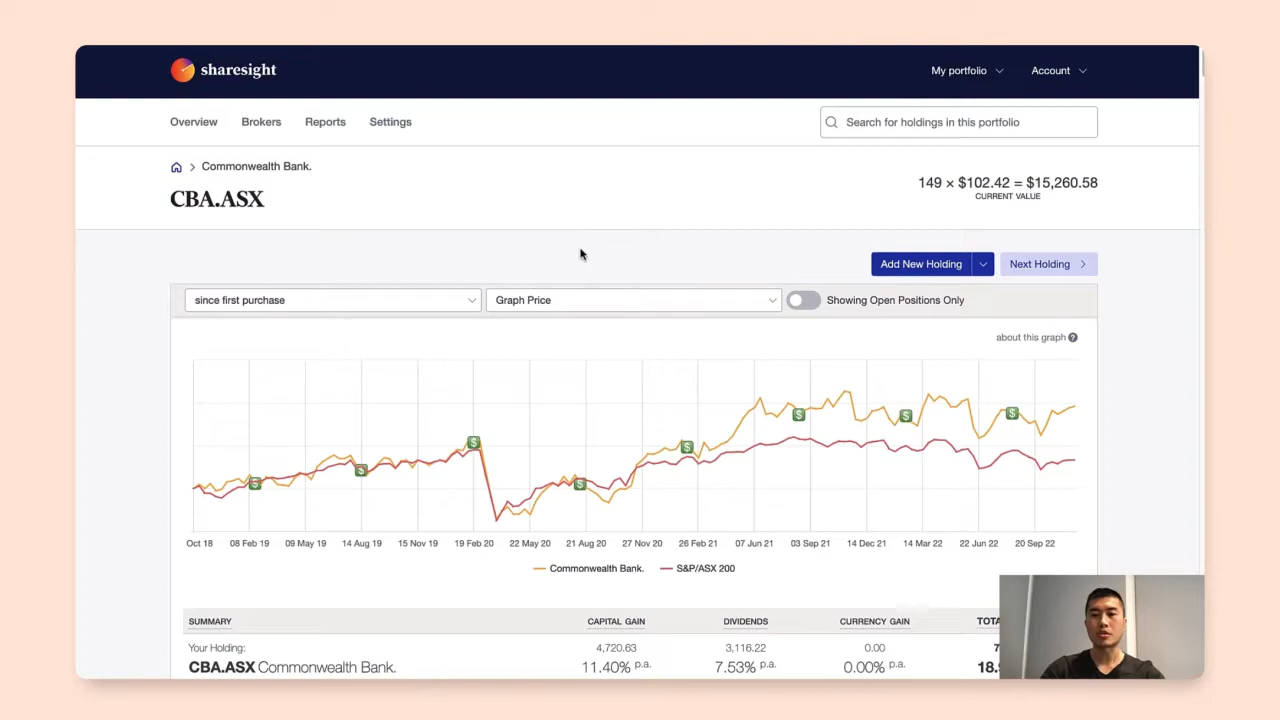 sharesight
My portfolio
Account
Overview
Brokers
Reports
Settings
Search for holdings in this portfolio
Commonwealth Bank.
CBA.ASX
149 × $102.42 = $15,260.58
CURRENT VALUE
Add New Holding
Next Holding
since first purchase
Graph Price
Showing Open Positions Only
about this graph ?
$ $ $ $ $ $ $ $
Oct 18 08 Feb 19 09 May 19 14 Aug 19 15 Nov 19 19 Feb 20 22 May 20 21 Aug 20 27 Nov 20 26 Feb 21 07 Jun 21 03 Sep 21 14 Dec 21 14 Mar 22 22 Jun 22 20 Sep 22
Commonwealth Bank. S&P/ASX 200
SUMMARY CAPITAL GAIN DIVIDENDS CURRENCY GAIN
Your Holding: 4,720.63 3,116.22 0.00
CBA.ASX Commonwealth Bank. 11.40% p.a. 7.53% p.a. 0.00% p.a.